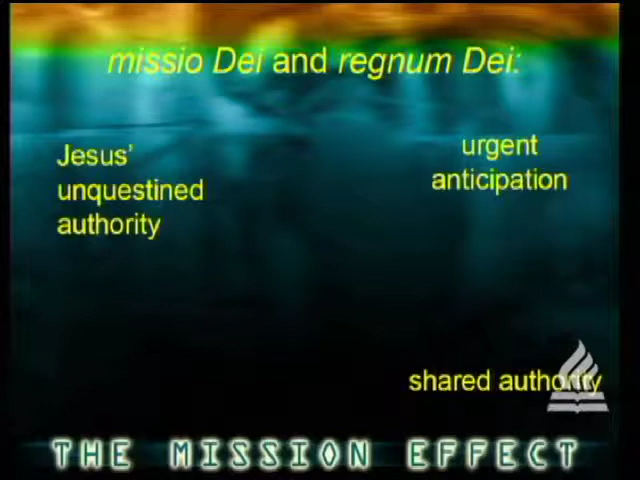 missio Dei and regnum Dei:
Jesus'
unquestined
authority
urgent
anticipation
shared authority
THE MISSION EFFECT